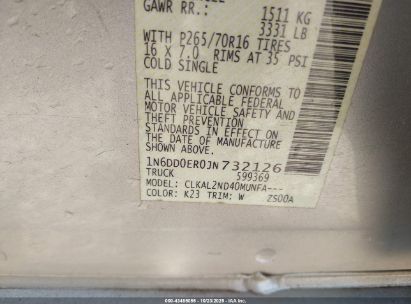 GAWR RR.: 1511 KG
3331 LB
WITH P265/70R16 TIRES
16 X 7.0 RIMS AT 35 PSI
COLD SINGLE
THIS VEHICLE CONFORMS TO
ALL APPLICABLE FEDERAL
MOTOR VEHICLE SAFETY AND
THEFT PREVENTION
STANDARDS IN EFFECT ON
THE DATE OF MANUFACTURE
SHOWN ABOVE.
1N6DD0ER0JN732126
TRUCK 599369
MODEL: CLKAL2ND40MUNFA---
COLOR: K23 TRIM: W ZS00A